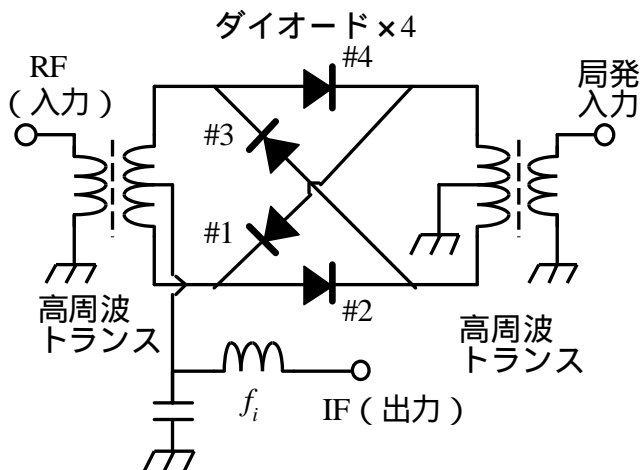 ダイオード×4
RF
(入力)
#4
局発
入力
#3
#1
#2
高周波
トランス
高周波
トランス
f_i
IF(出力)